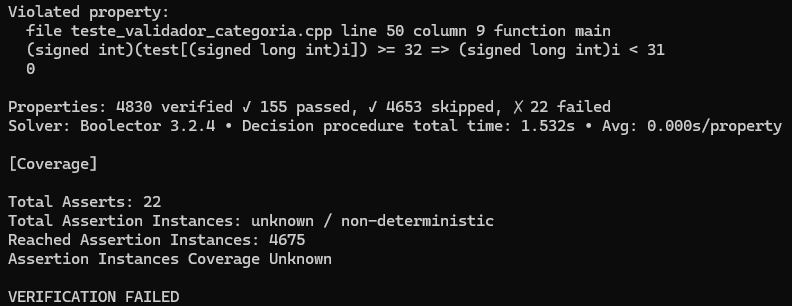 Violated property:
  file teste_validador_categoria.cpp line 50 column 9 function main
  (signed int)(test[(signed long int)i]) >= 32 => (signed long int)i < 31
  0

Properties: 4830 verified ✓ 155 passed, ✓ 4653 skipped, ✗ 22 failed
Solver: Boolector 3.2.4 • Decision procedure total time: 1.532s • Avg: 0.000s/property

[Coverage]

Total Asserts: 22
Total Assertion Instances: unknown / non-deterministic
Reached Assertion Instances: 4675
Assertion Instances Coverage Unknown

VERIFICATION FAILED